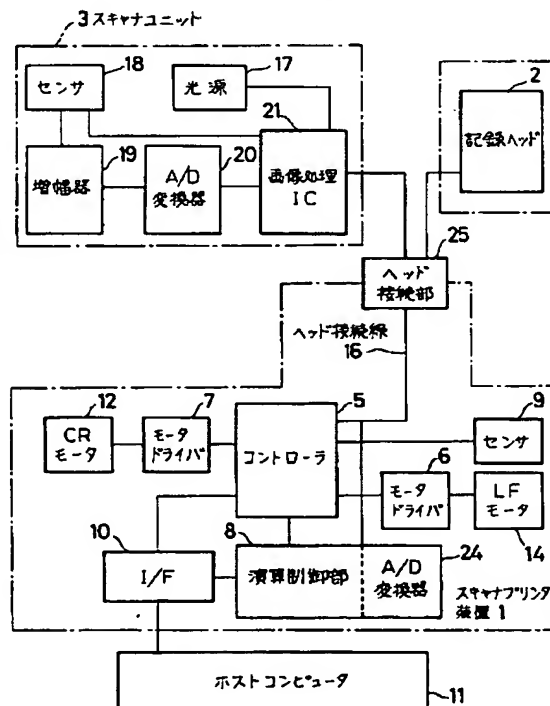 3 スキャナユニット
18
センサ
17
光源
21
画像処理
IC
19
増幅器
20
A/D
変換器
2
記録ヘッド
25
ヘッド
接続部
ヘッド接続線
16
12
CR
モータ
7
モータ
ドライバ
5
コントローラ
9
センサ
6
モータ
ドライバ
LF
モータ
14
10
I/F
8
演算制御部
24
A/D
変換器
スキャナプリンタ
装置1
ホストコンピュータ
11